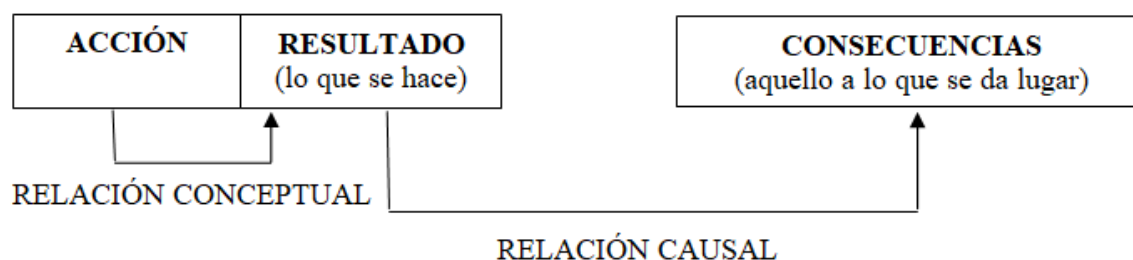 ACCIÓN
RESULTADO
(lo que se hace)
CONSECUENCIAS
(aquello a lo que se da lugar)
RELACIÓN CONCEPTUAL
RELACIÓN CAUSAL